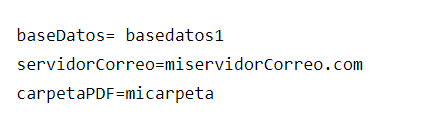 baseDatos= basedatos1
servidorCorreo=miservidorCorreo.com
carpetaPDF=micarpeta